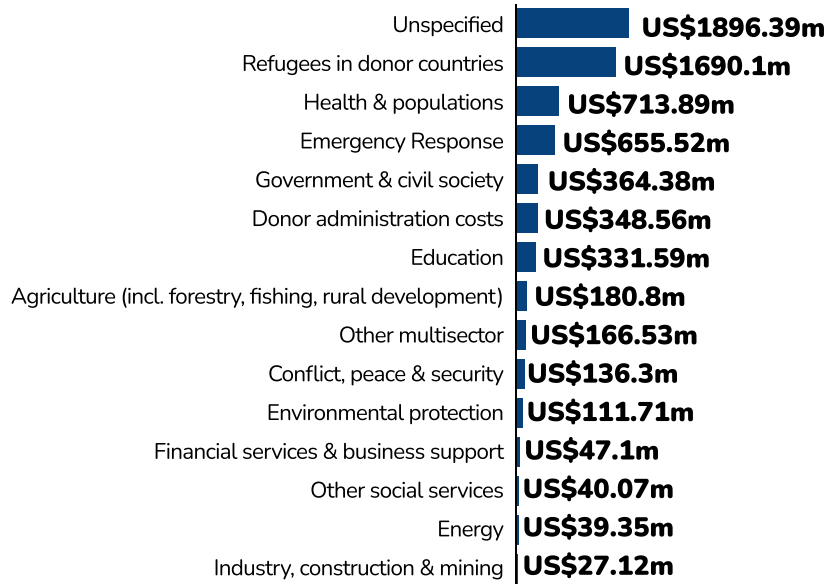 Unspecified US$1896.39m
Refugees in donor countries US$1690.1m
Health & populations US$713.89m
Emergency Response US$655.52m
Government & civil society US$364.38m
Donor administration costs US$348.56m
Education US$331.59m
Agriculture (incl. forestry, fishing, rural development) US$180.8m
Other multisector US$166.53m
Conflict, peace & security US$136.3m
Environmental protection US$111.71m
Financial services & business support US$47.1m
Other social services US$40.07m
Energy US$39.35m
Industry, construction & mining US$27.12m